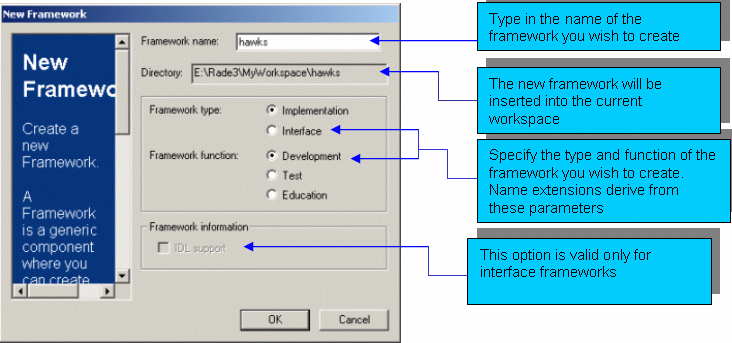 New Framework
New
Framewo
Create a
new
Framework.
A
Framework
is a generic
component
where you
can create
Framework name: hawks
Directory: E:\Rade3\MyWorkspace\hawks
Framework type: Implementation
Interface
Framework function: Development
Test
Education
Framework information
IDL support
OK Cancel
Type in the name of the
framework you wish to create
The new framework will be
inserted into the current
workspace
Specify the type and function of the
framework you wish to create.
Name extensions derive from
these parameters
This option is valid only for
interface frameworks